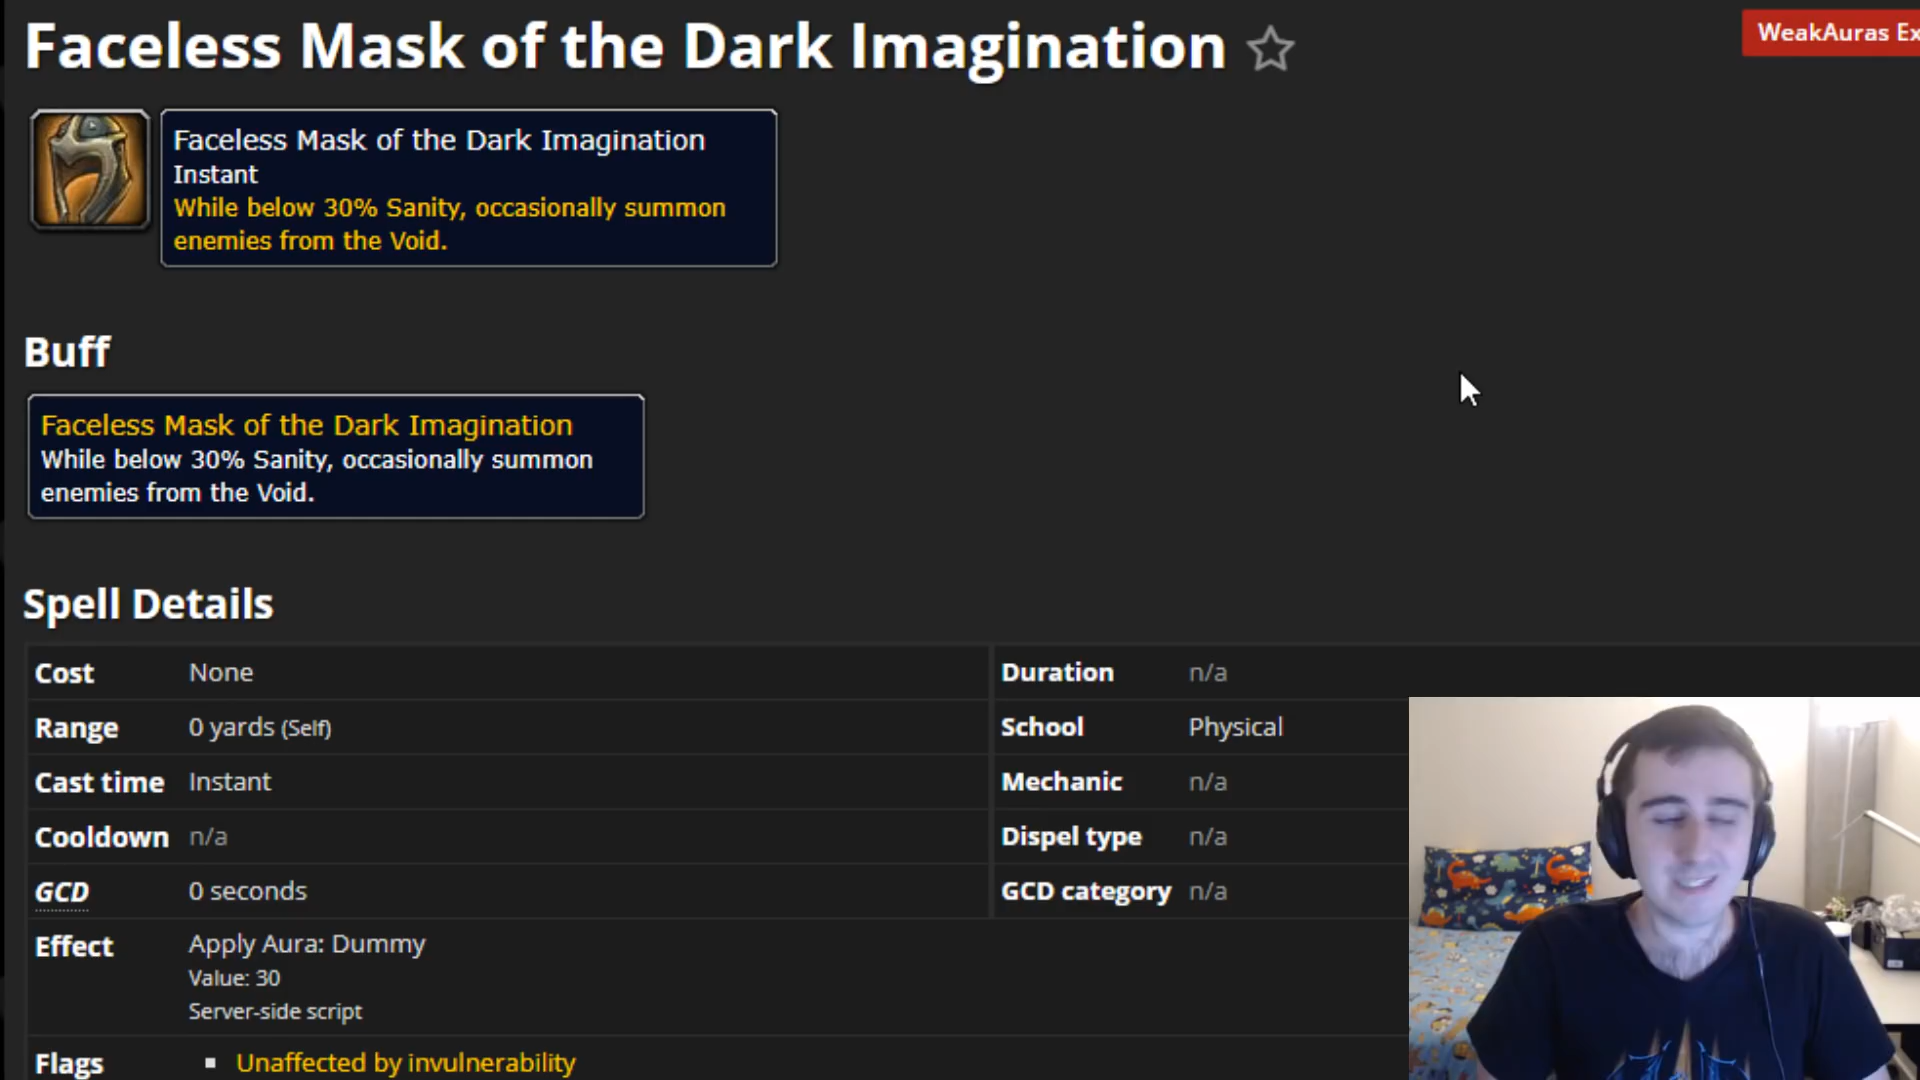 Faceless Mask of the Dark Imagination
WeakAuras Ex
Faceless Mask of the Dark Imagination
Instant
While below 30% Sanity, occasionally summon
enemies from the Void.
Buff
Faceless Mask of the Dark Imagination
While below 30% Sanity, occasionally summon
enemies from the Void.
Spell Details
Cost None Duration n/a
Range 0 yards (Self) School Physical
Cast time Instant Mechanic n/a
Cooldown n/a Dispel type n/a
GCD 0 seconds GCD category n/a
Effect Apply Aura: Dummy
Value: 30
Server-side script
Flags Unaffected by invulnerability